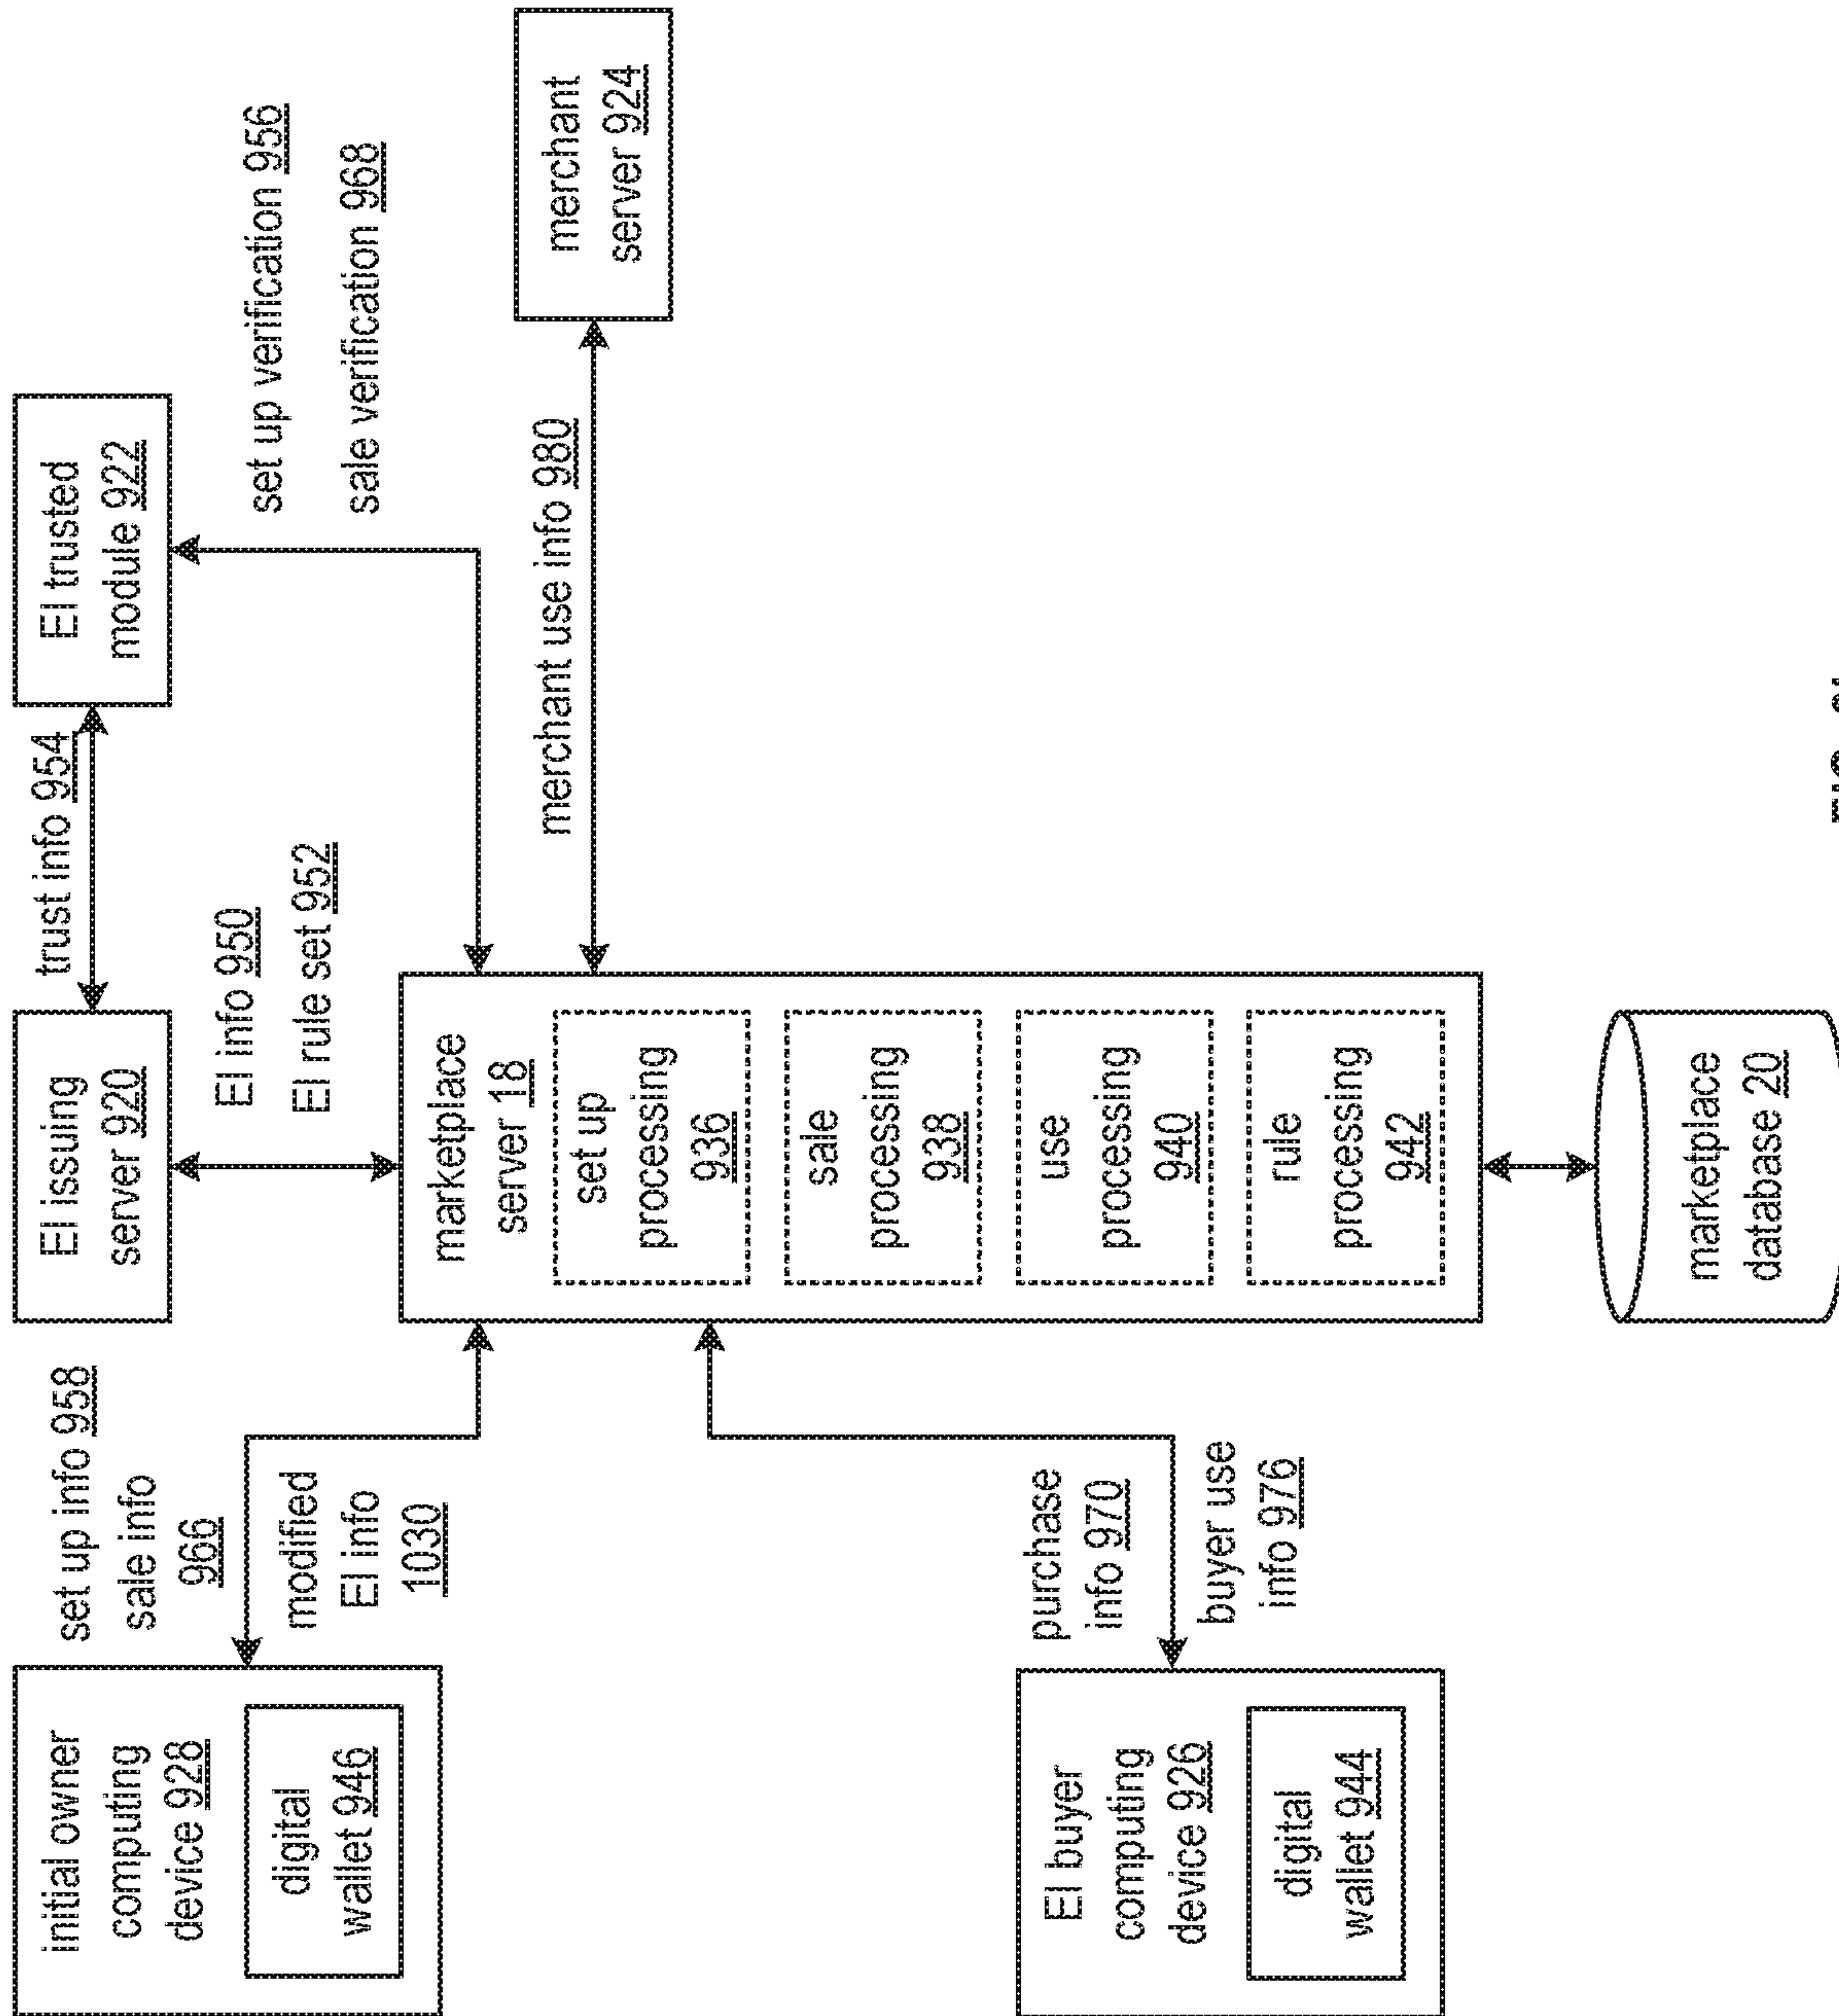 initial owner
computing
device 928
digital
wallet 946
set up info 958
sale info
966
modified
EI info
1030
EI issuing
server 920
trust info 954
EI trusted
module 922
EI info 950
EI rule set 952
set up verification 956
sale verification 968
marketplace
server 18
set up
processing
936
sale
processing
938
use
processing
940
rule
processing
942
merchant use info 980
merchant
server 924
EI buyer
computing
device 926
digital
wallet 944
purchase
info 970
buyer use
info 976
marketplace
database 20